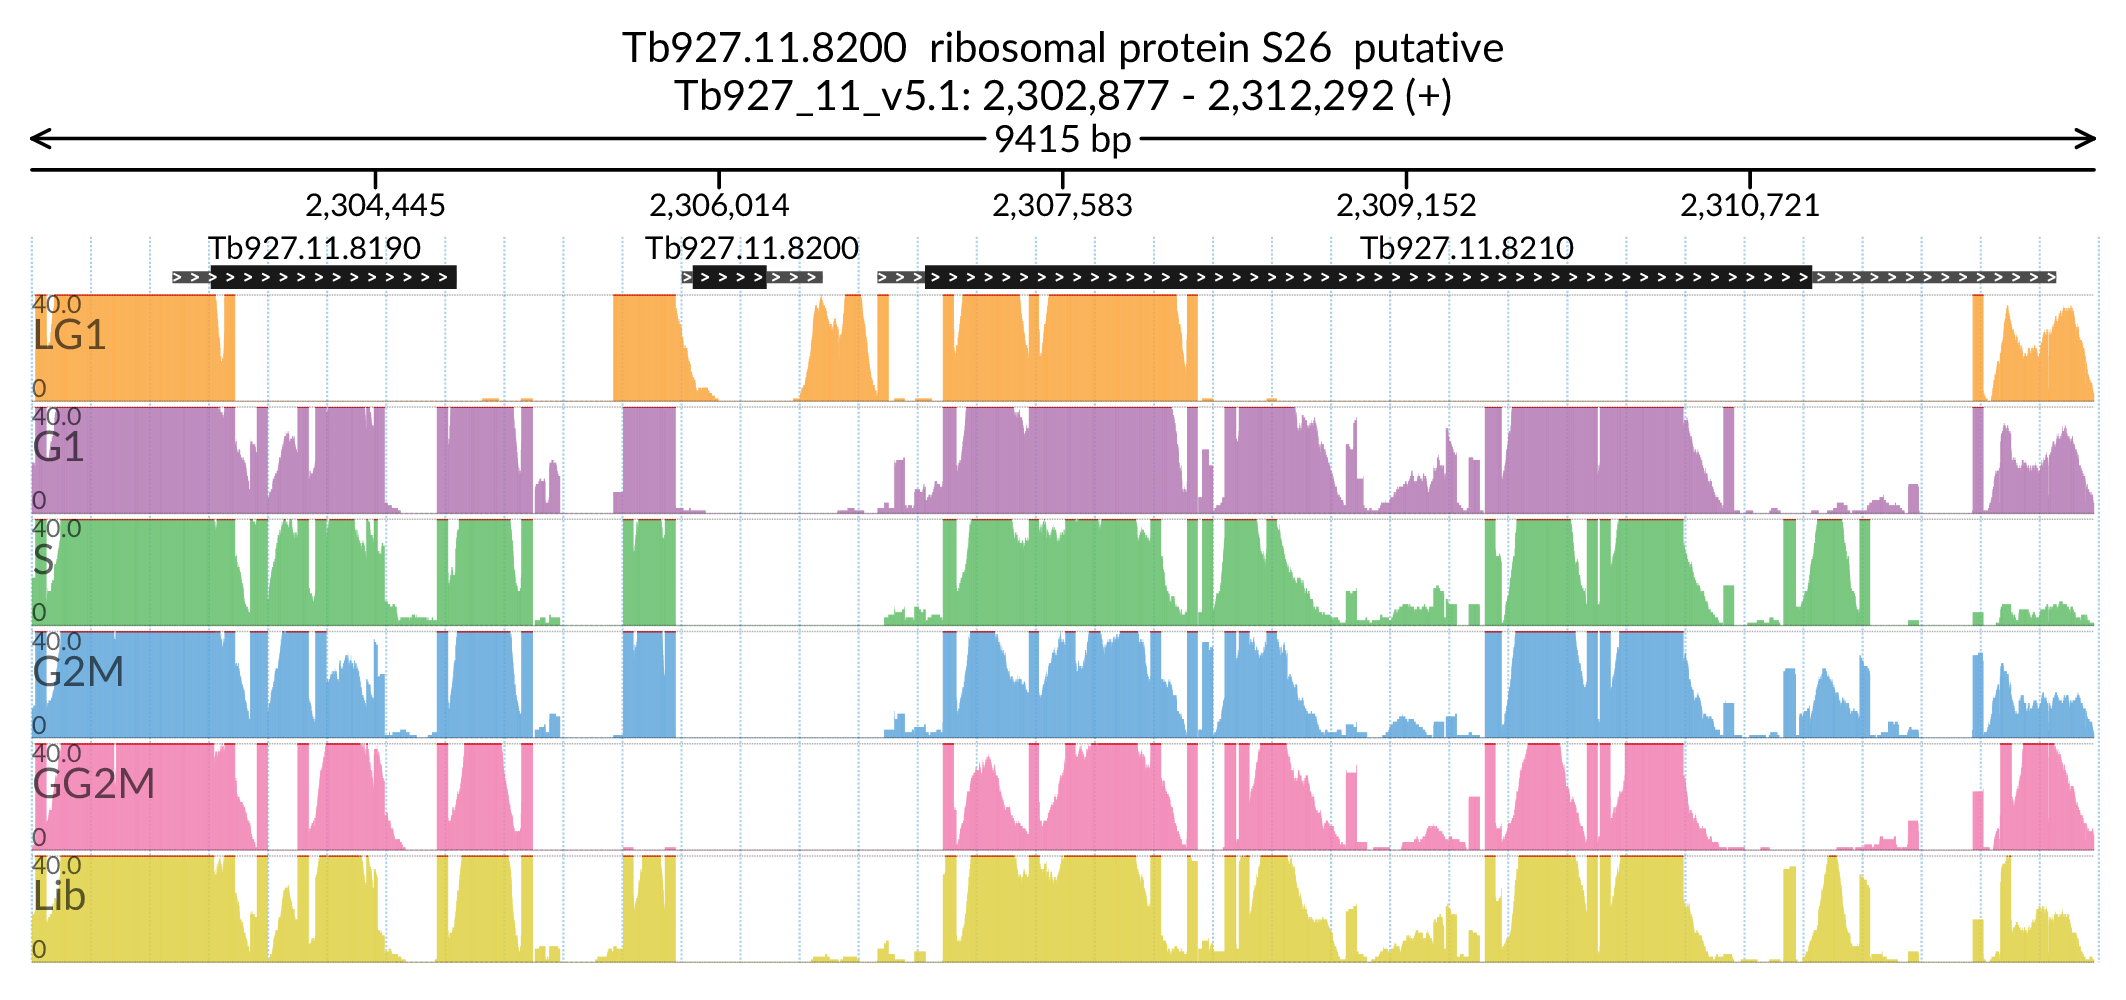 Tb927.11.8200  ribosomal protein S26  putative
Tb927_11_v5.1: 2,302,877 - 2,312,292 (+)
9415 bp
2,304,445 2,306,014 2,307,583 2,309,152 2,310,721
Tb927.11.8190 Tb927.11.8200 Tb927.11.8210
40.0
LG1
0
40.0
G1
0
40.0
S
0
40.0
G2M
0
40.0
GG2M
0
40.0
Lib
0